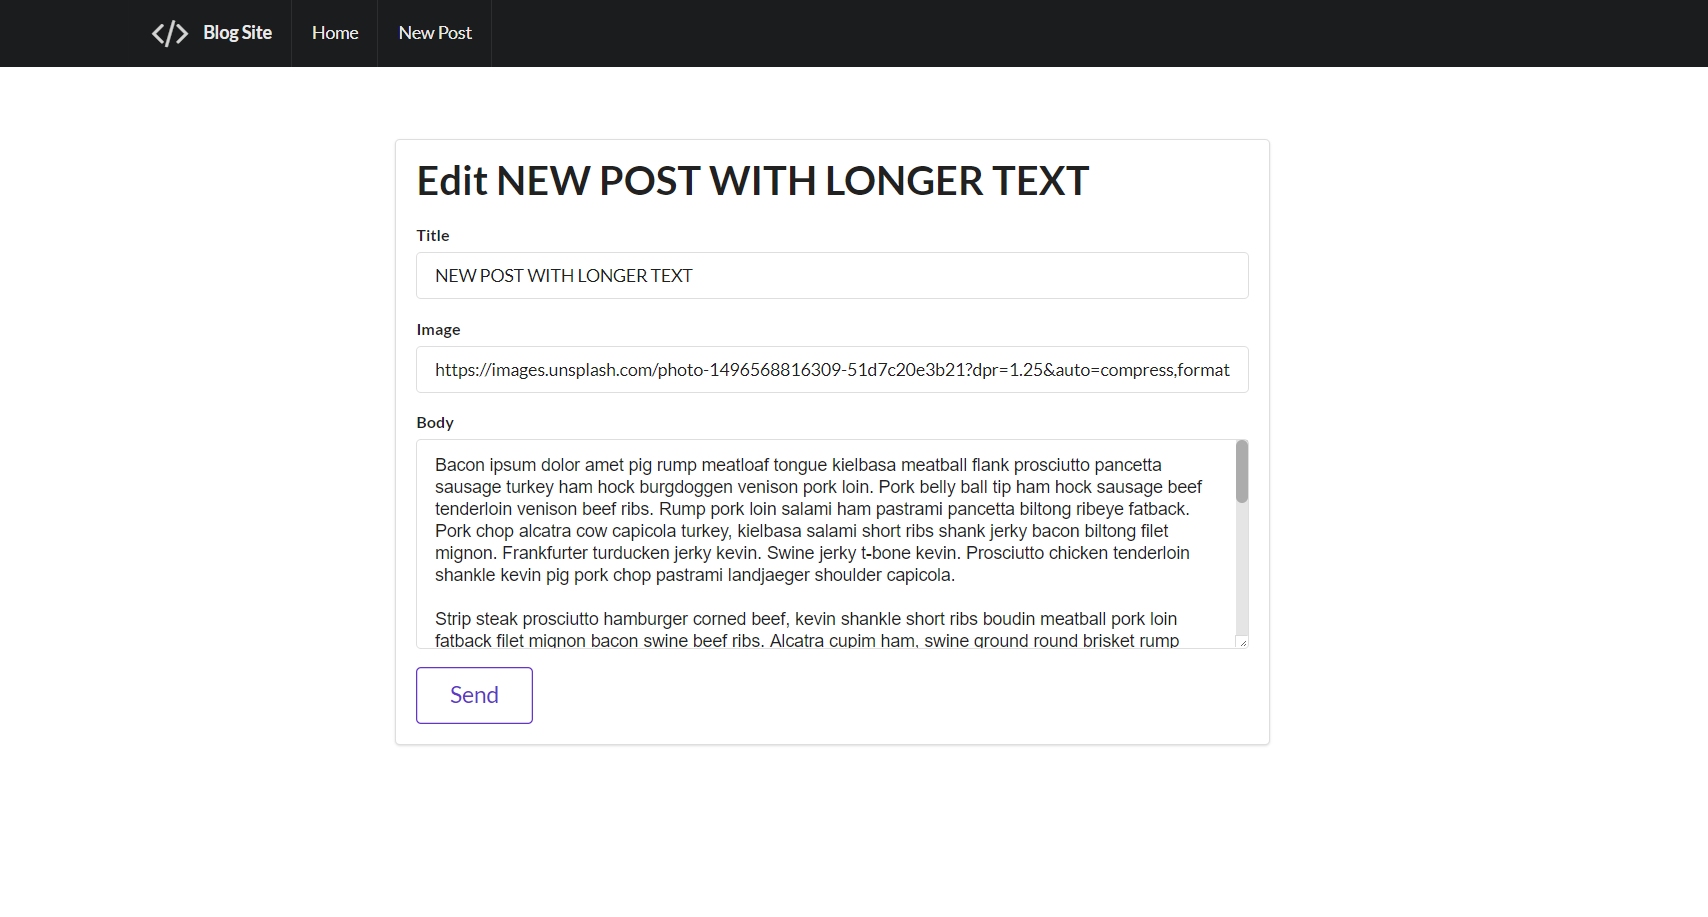 </> Blog Site Home New Post
Edit NEW POST WITH LONGER TEXT
Title
NEW POST WITH LONGER TEXT
Image
https://images.unsplash.com/photo-1496568816309-51d7c20e3b21?dpr=1.25&auto=compress,format
Body
Bacon ipsum dolor amet pig rump meatloaf tongue kielbasa meatball flank prosciutto pancetta
sausage turkey ham hock burgdoggen venison pork loin. Pork belly ball tip ham hock sausage beef
tenderloin venison beef ribs. Rump pork loin salami ham pastrami pancetta biltong ribeye fatback.
Pork chop alcatra cow capicola turkey, kielbasa salami short ribs shank jerky bacon biltong filet
mignon. Frankfurter turducken jerky kevin. Swine jerky t-bone kevin. Prosciutto chicken tenderloin
shankle kevin pig pork chop pastrami landjaeger shoulder capicola.
Strip steak prosciutto hamburger corned beef, kevin shankle short ribs boudin meatball pork loin
fatback filet mignon bacon swine beef ribs. Alcatra cupim ham, swine ground round brisket rump
Send